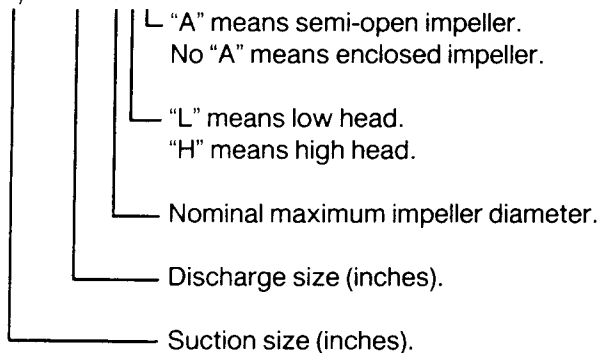 “A” means semi-open impeller.
No “A” means enclosed impeller.
“L” means low head.
“H” means high head.
Nominal maximum impeller diameter.
Discharge size (inches).
Suction size (inches).